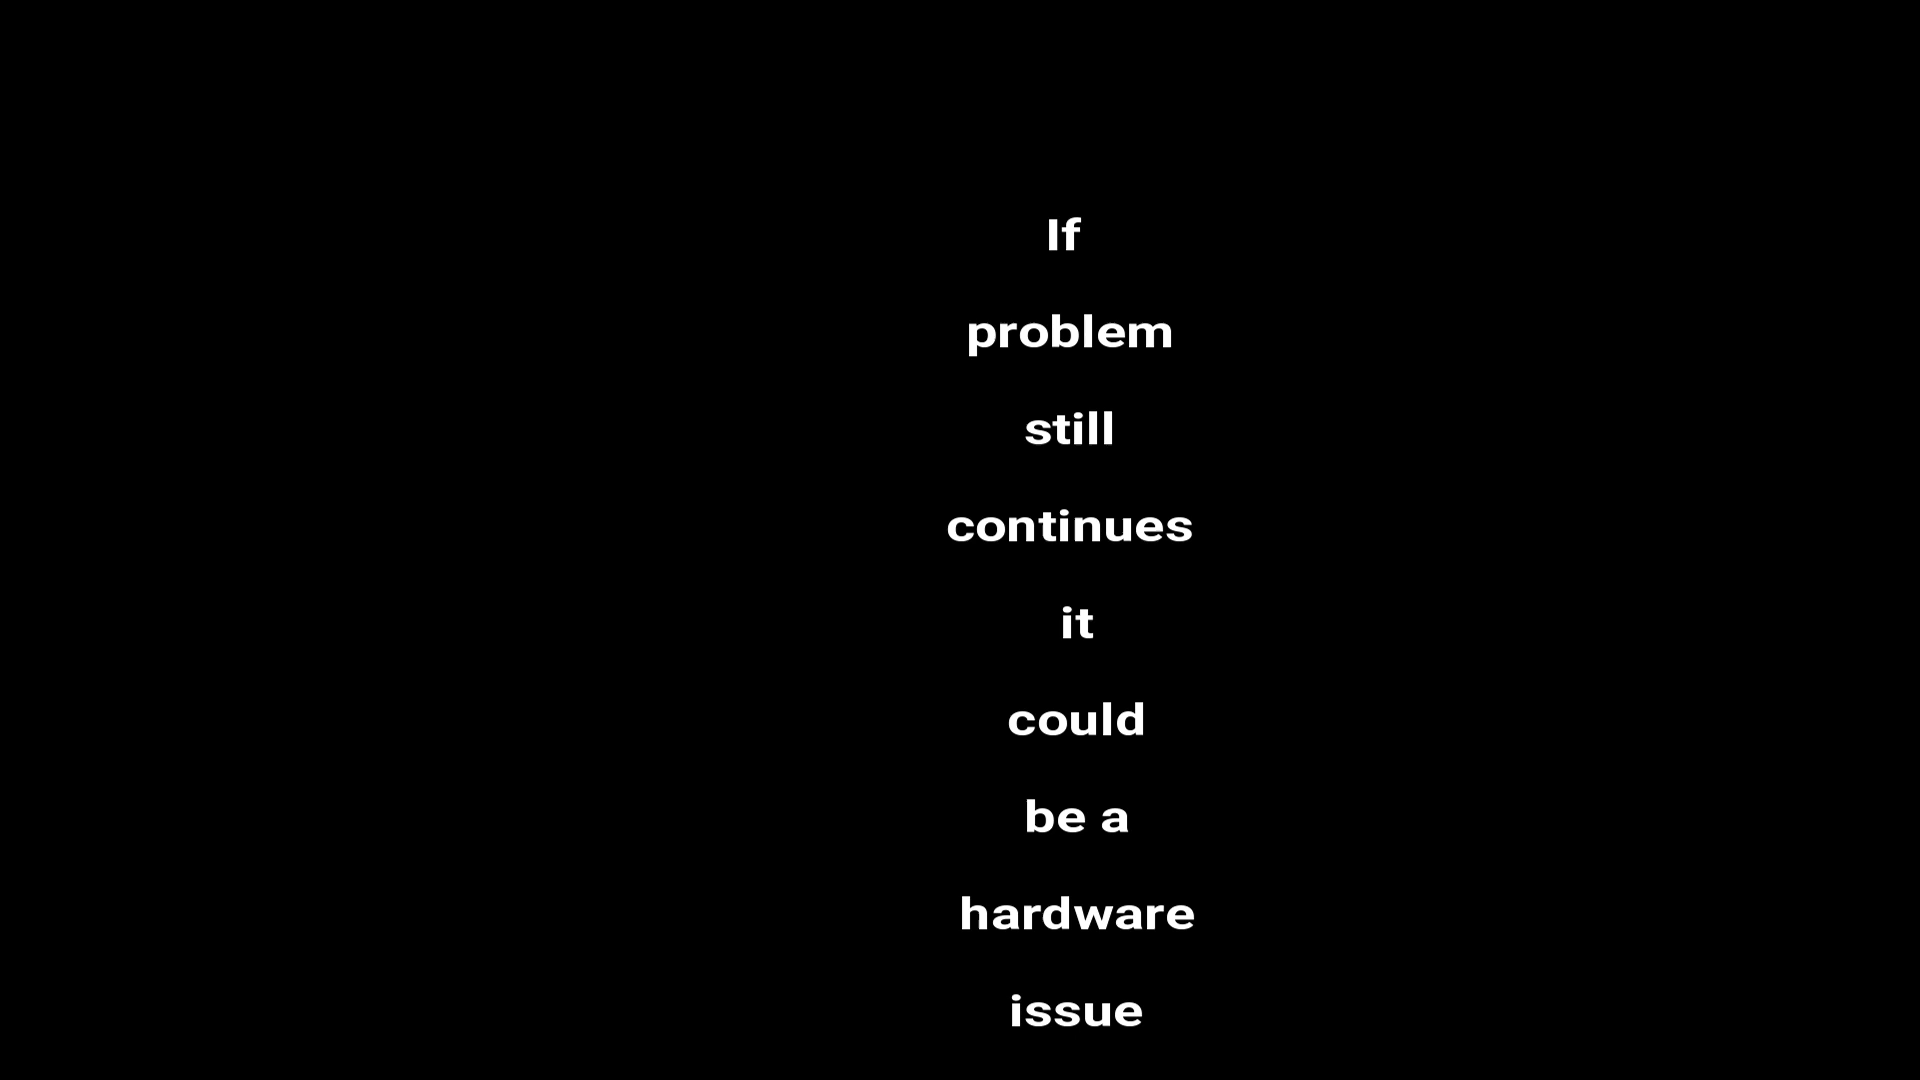 If
problem
still
continues
it
could
be a
hardware
issue